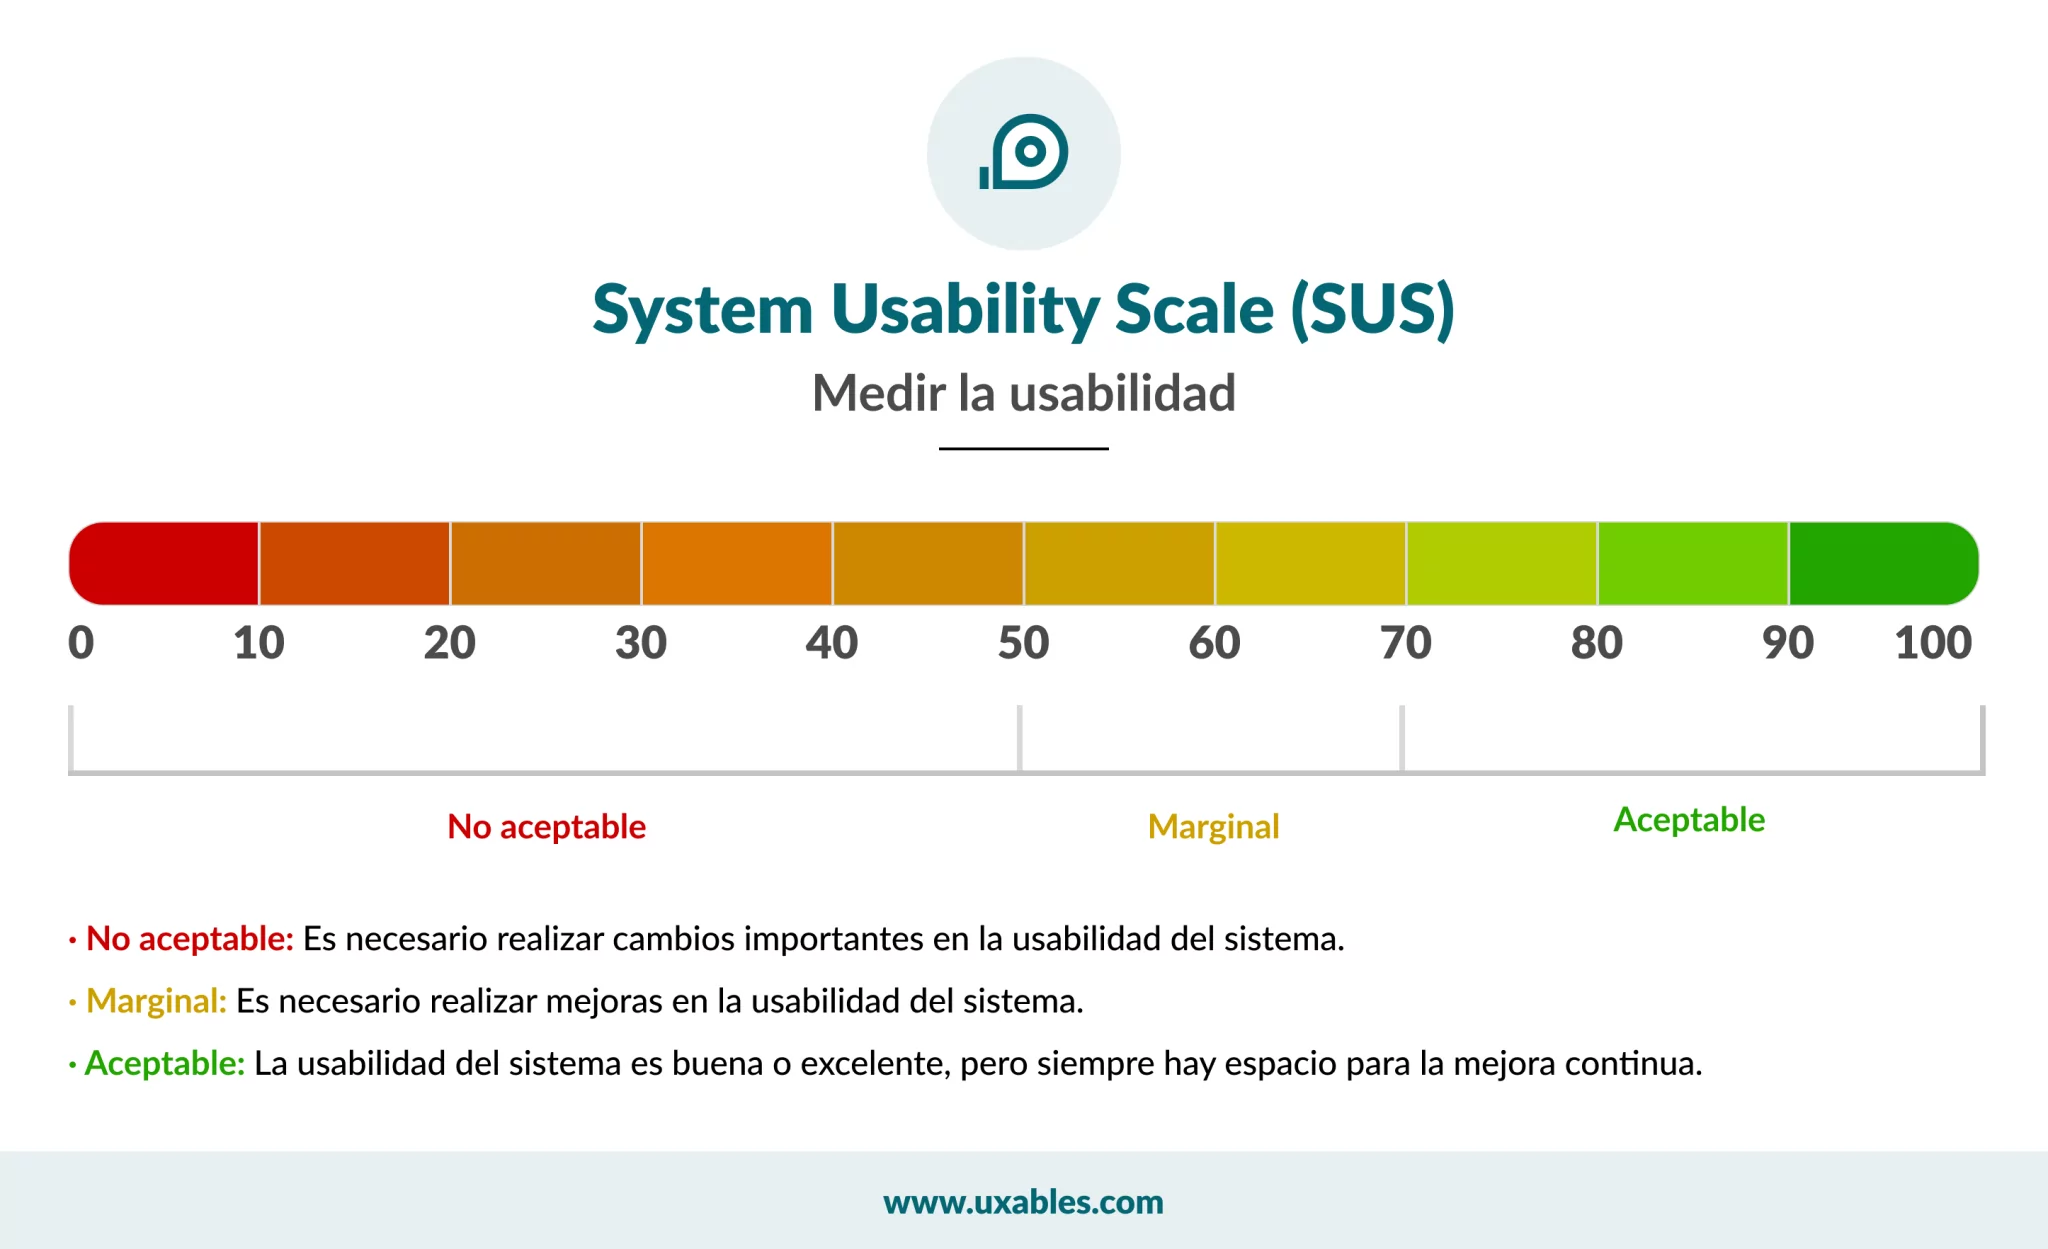 System Usability Scale (SUS)
Medir la usabilidad
0 10 20 30 40 50 60 70 80 90 100
No aceptable Marginal Aceptable
· No aceptable: Es necesario realizar cambios importantes en la usabilidad del sistema.
· Marginal: Es necesario realizar mejoras en la usabilidad del sistema.
· Aceptable: La usabilidad del sistema es buena o excelente, pero siempre hay espacio para la mejora continua.
www.uxables.com